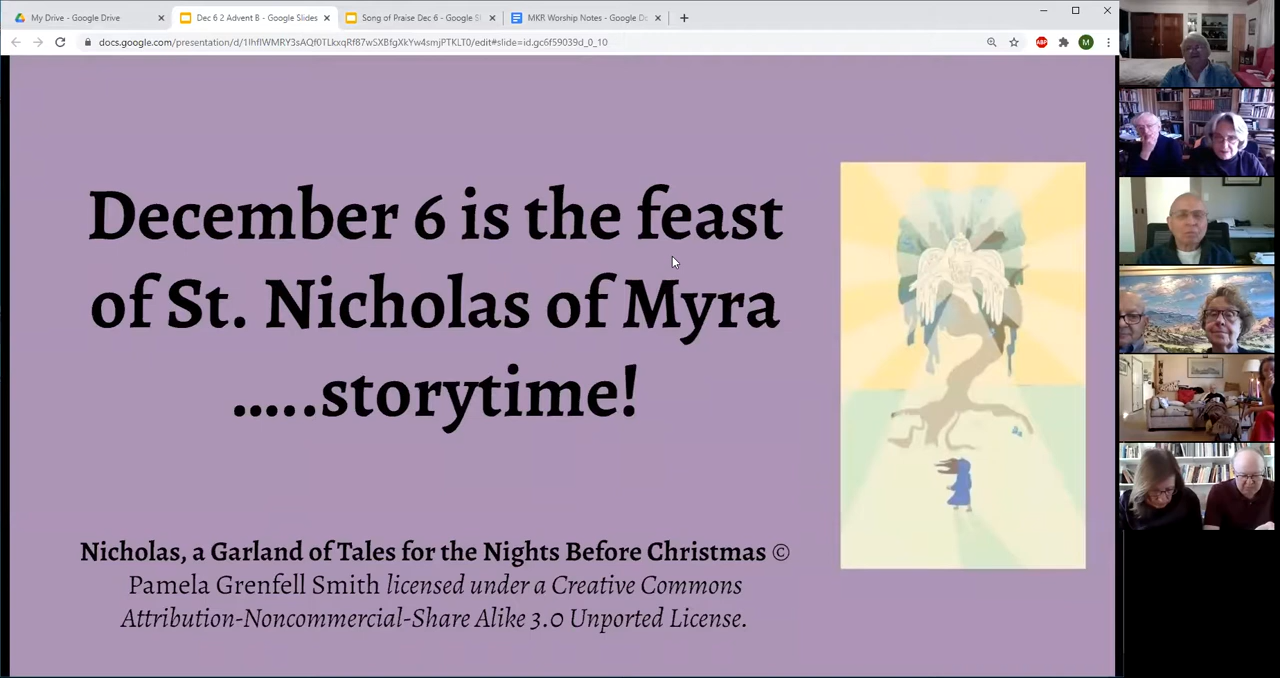 My Drive - Google Drive
Dec 6 2 Advent B - Google Slides
Song of Praise Dec 6 - Google Sl
MKR Worship Notes - Google Do
docs.google.com/presentation/d/
/edit#slide=id.gc6f59039d_0_10
ABP
M
December 6 is the feast
of St. Nicholas of Myra
.....storytime!
Nicholas, a Garland of Tales for the Nights Before Christmas ©
Pamela Grenfell Smith licensed under a Creative Commons
Attribution-Noncommercial-Share Alike 3.0 Unported License.